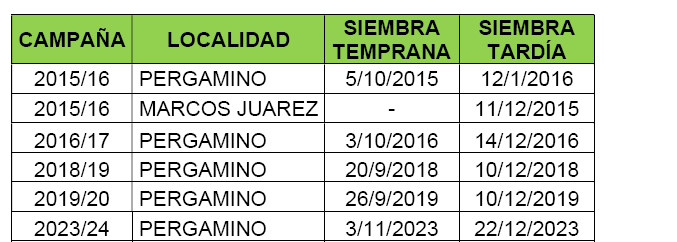 CAMPAÑA LOCALIDAD SIEMBRA TEMPRANA SIEMBRA TARDÍA
2015/16 PERGAMINO 5/10/2015 12/1/2016
2015/16 MARCOS JUAREZ - 11/12/2015
2016/17 PERGAMINO 3/10/2016 14/12/2016
2018/19 PERGAMINO 20/9/2018 10/12/2018
2019/20 PERGAMINO 26/9/2019 10/12/2019
2023/24 PERGAMINO 3/11/2023 22/12/2023